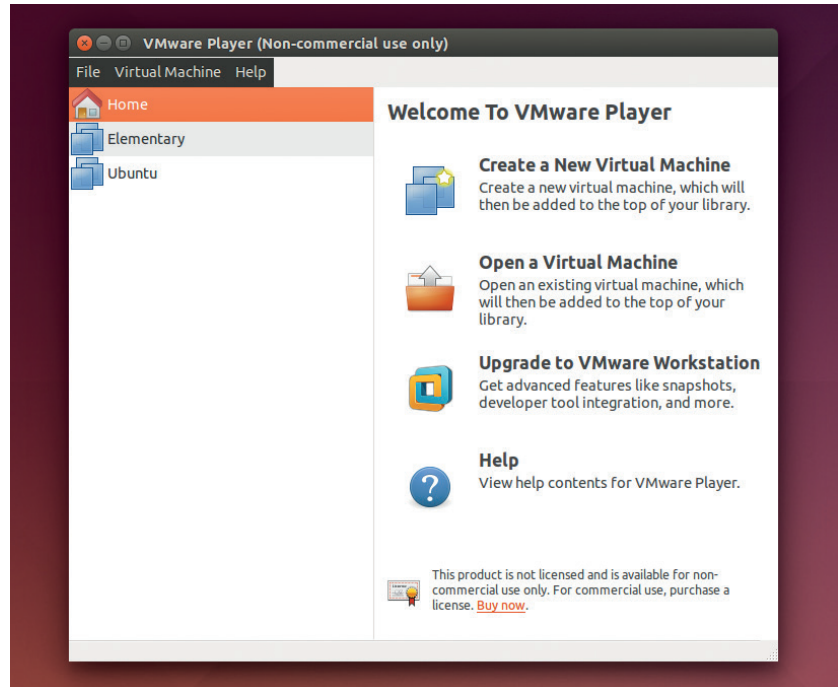 VMware Player (Non-commercial use only)
File Virtual Machine Help
Home
Elementary
Ubuntu
Welcome To VMware Player
Create a New Virtual Machine
Create a new virtual machine, which will
then be added to the top of your library.
Open a Virtual Machine
Open an existing virtual machine, which
will then be added to the top of your
library.
Upgrade to VMware Workstation
Get advanced features like snapshots,
developer tool integration, and more.
Help
View help contents for VMware Player.
This product is not licensed and is available for non-
commercial use only. For commercial use, purchase a
license. Buy now.